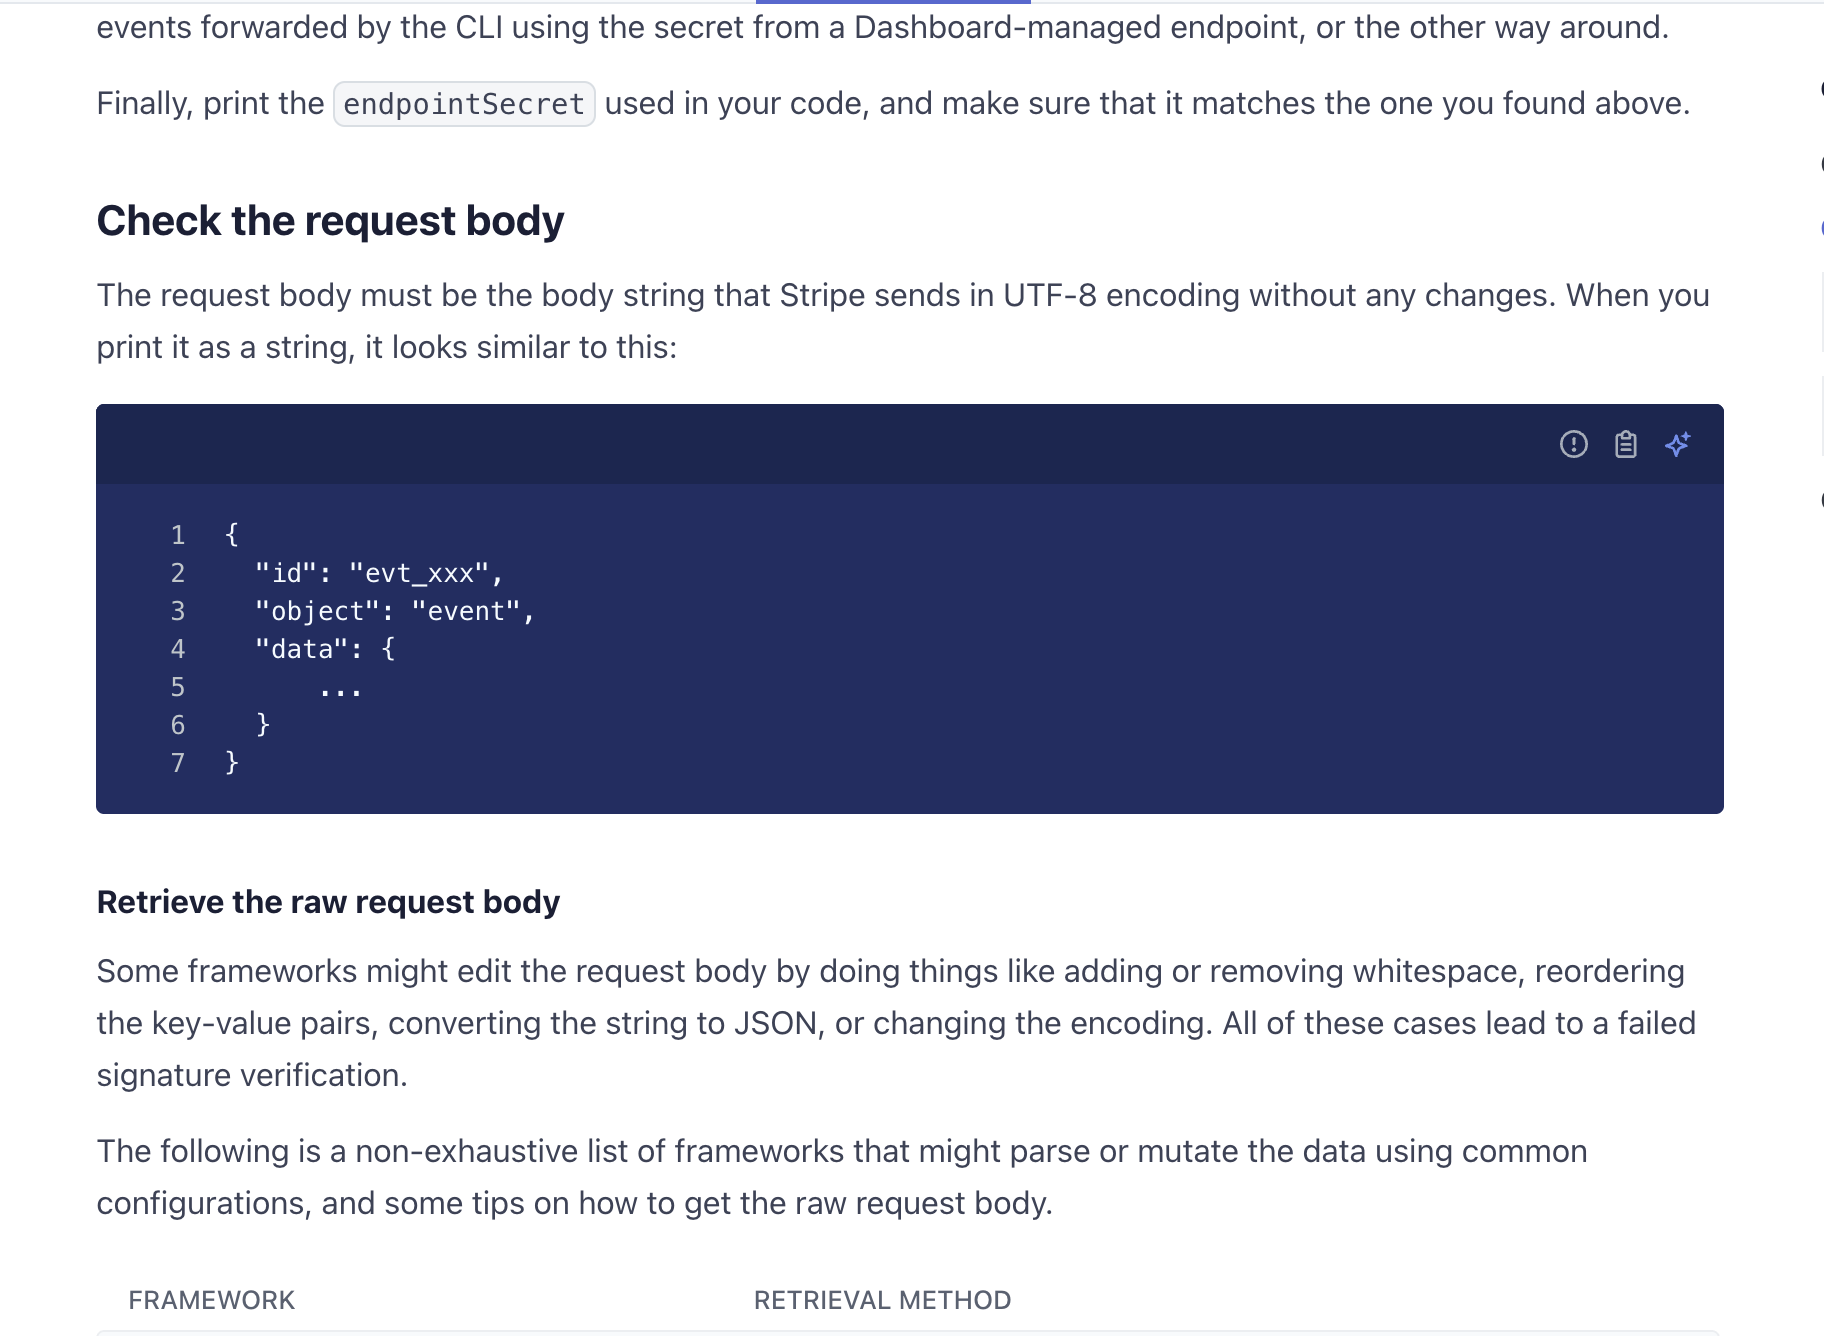 events forwarded by the CLI using the secret from a Dashboard-managed endpoint, or the other way around.
Finally, print the endpointSecret used in your code, and make sure that it matches the one you found above.
Check the request body
The request body must be the body string that Stripe sends in UTF-8 encoding without any changes. When you
print it as a string, it looks similar to this:
1 {
2   "id": "evt_xxx",
3   "object": "event",
4   "data": {
5       ...
6   }
7 }
Retrieve the raw request body
Some frameworks might edit the request body by doing things like adding or removing whitespace, reordering
the key-value pairs, converting the string to JSON, or changing the encoding. All of these cases lead to a failed
signature verification.
The following is a non-exhaustive list of frameworks that might parse or mutate the data using common
configurations, and some tips on how to get the raw request body.
FRAMEWORK RETRIEVAL METHOD